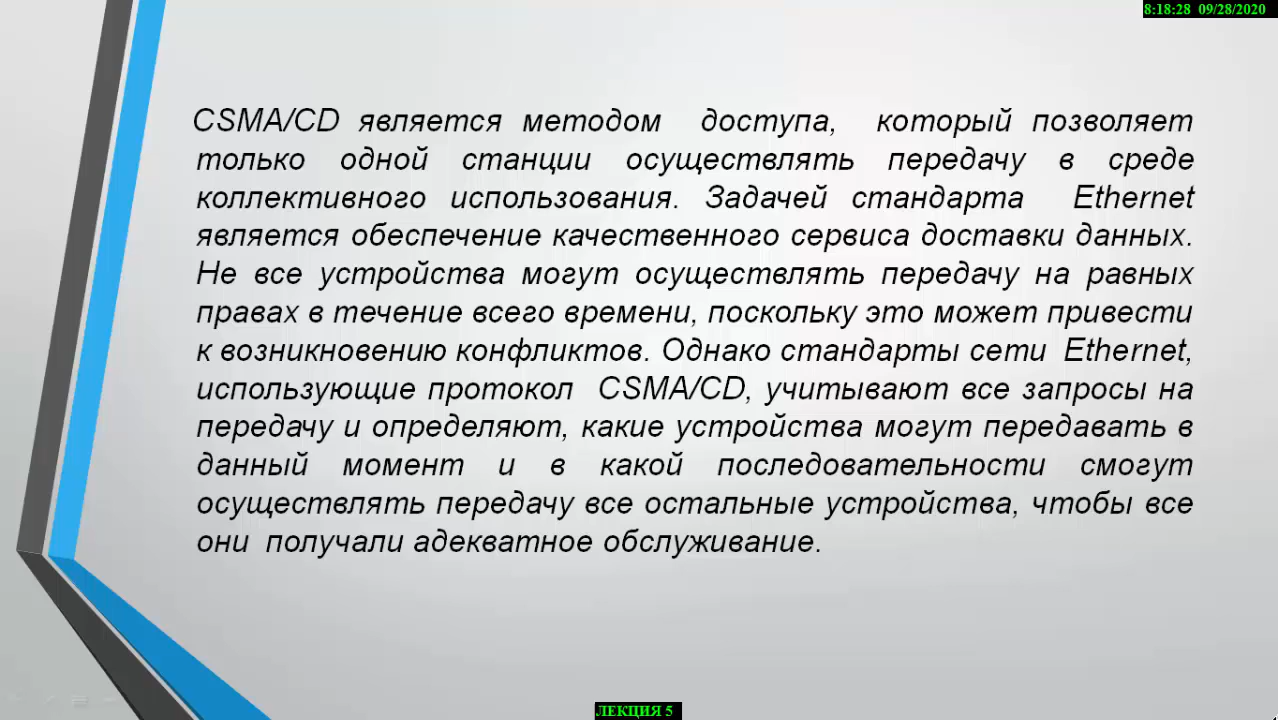 8:18:28 09/28/2020
CSMA/CD является методом доступа, который позволяет
только одной станции осуществлять передачу в среде
коллективного использования. Задачей стандарта Ethernet
является обеспечение качественного сервиса доставки данных.
Не все устройства могут осуществлять передачу на равных
правах в течение всего времени, поскольку это может привести
к возникновению конфликтов. Однако стандарты сети Ethernet,
использующие протокол CSMA/CD, учитывают все запросы на
передачу и определяют, какие устройства могут передавать в
данный момент и в какой последовательности смогут
осуществлять передачу все остальные устройства, чтобы все
они получали адекватное обслуживание.
ЛЕКЦИЯ 5